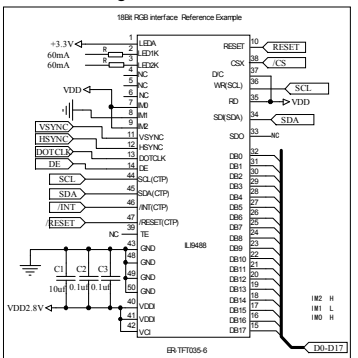 18Bit RGB interface Reference Example
+3.3V 1 LEDA
60mA R 2 LED1K
60mA R 3 LED2K
4 NC
5 NC
6 NC
VDD 7 IM0
8 IM1
9 IM2
VSYNC 11 VSYNC
HSYNC 12 HSYNC
DOTCLK 13 DOTCLK
DE 14 DE
SCL 44 SCL(CTP)
SDA 45 SDA(CTP)
/INT 46 /INT(CTP)
/RESET 47 /RESET(CTP)
NC 39 TE
43 GND
48 GND
49 GND
50 GND
C1 C2 C3
10uf 0.1uf 0.1uf
VDD2.8V 40 VDDI
41 VDDI
42 VCI
RESET 10 RESET
CSX 38 /CS
D/C 37
WR(SCL) 36 SCL
RD 35 VDD
SDI(SDA) 34 SDA
SDO 33 NC
DB0 32
DB1 31
DB2 30
DB3 29
DB4 28
DB5 27
DB6 26
DB7 25
DB8 24
DB9 23
DB10 22
DB11 21
DB12 20
DB13 19
DB14 18
DB15 17
DB16 16
DB17 15
ILI9488
IM2 H
IM1 L
IM0 H
D0-D17
ER-TFT035-6